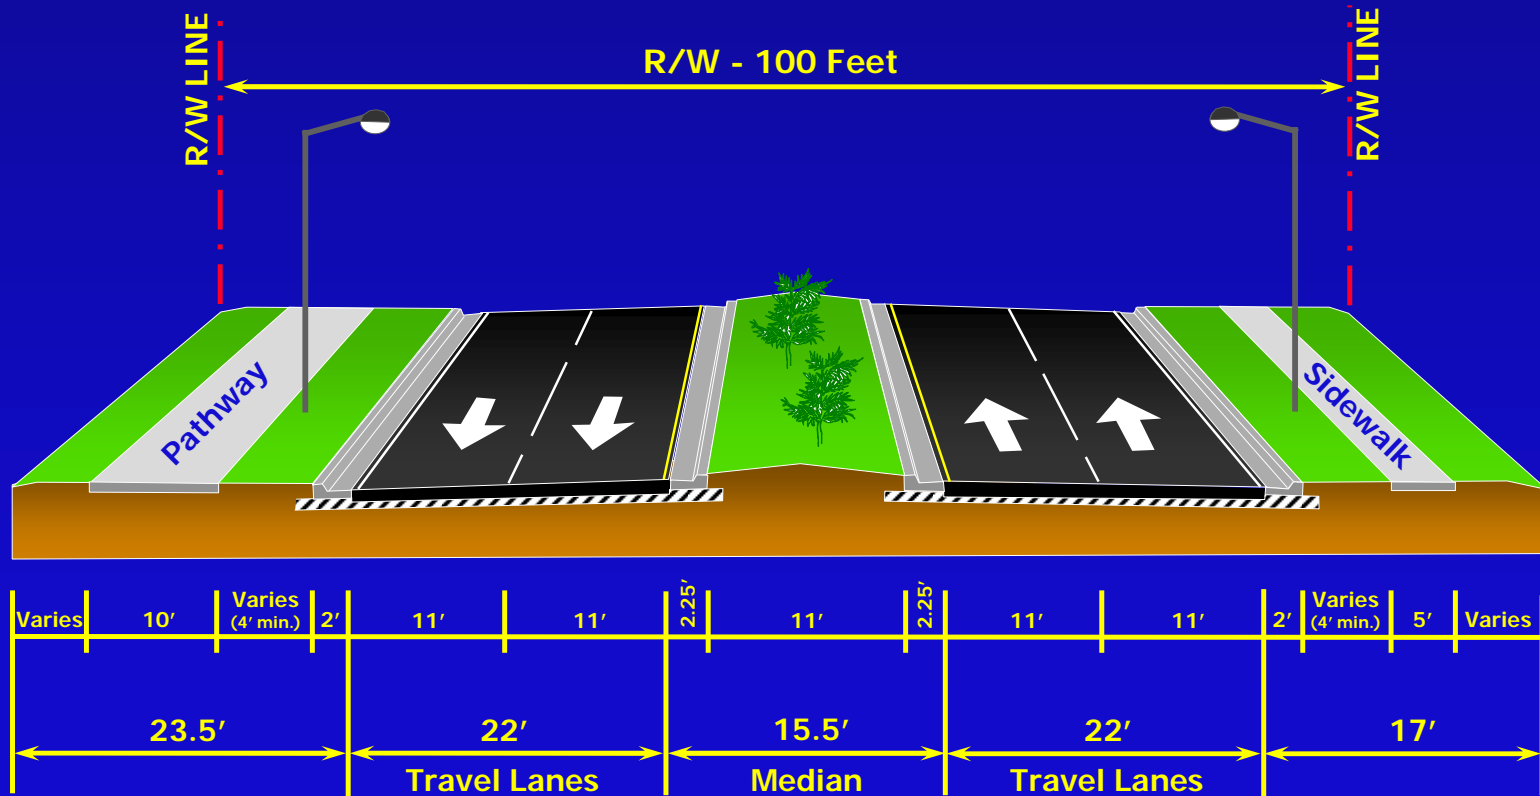 R/W LINE
R/W - 100 Feet
R/W LINE
Pathway
Sidewalk
Varies
10′
Varies
(4′ min.)
2′
11′
11′
2.25′
11′
2.25′
11′
11′
2′
Varies
(4′ min.)
5′
Varies
23.5′
22′
15.5′
22′
17′
Travel Lanes
Median
Travel Lanes